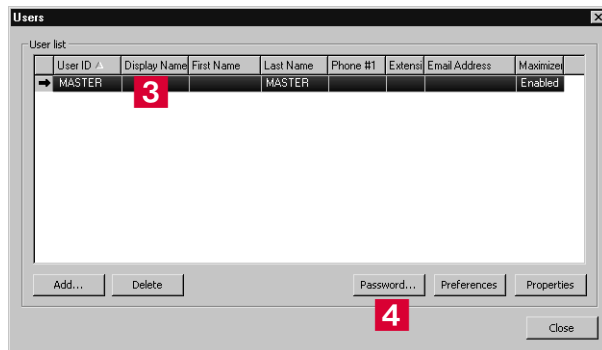 Users
User list
User ID Display Name First Name Last Name Phone #1 Extensi Email Address Maximizer
MASTER MASTER Enabled
3
Add... Delete Password... Preferences Properties
4
Close